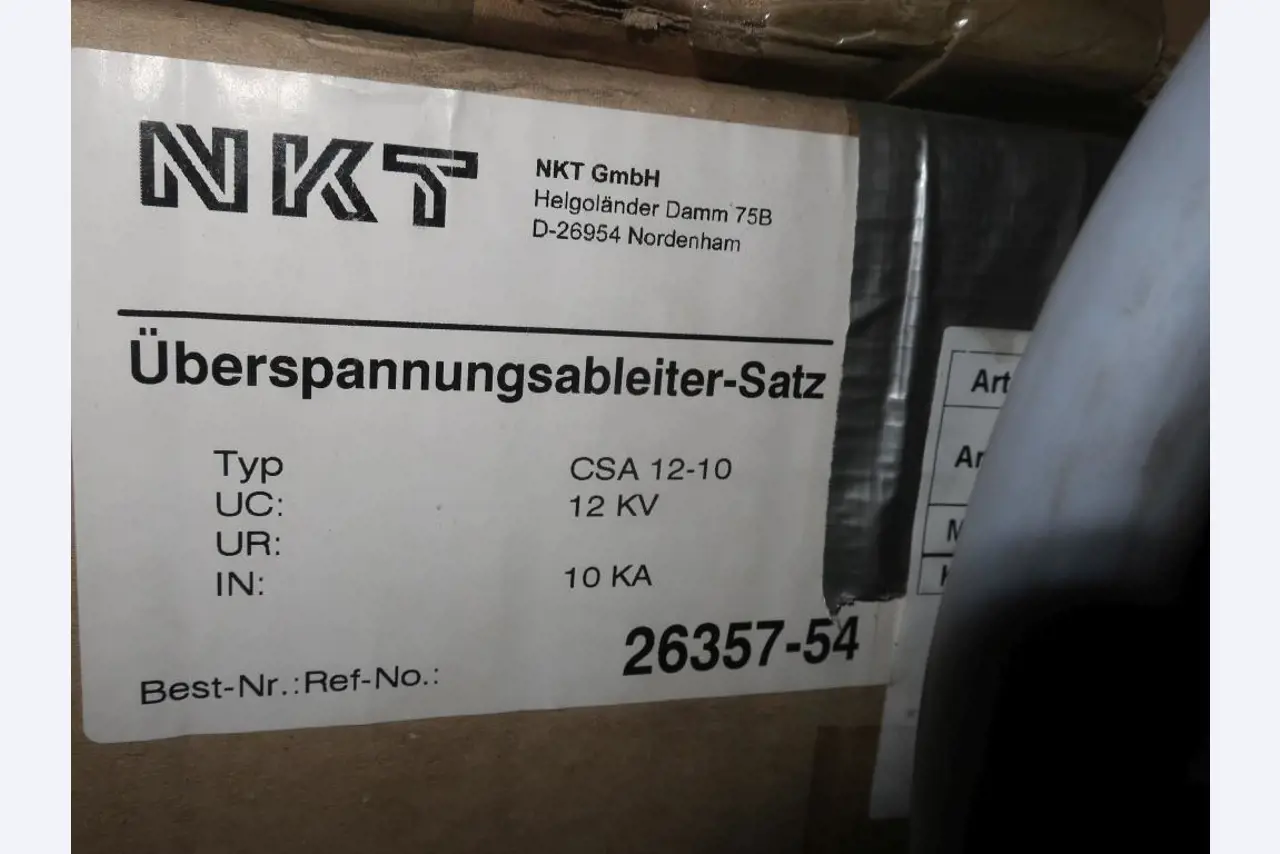 NKT
NKT GmbH
Helgoländer Damm 75B
D-26954 Nordenham
Überspannungsableiter-Satz
Typ CSA 12-10
UC: 12 KV
UR:
IN: 10 KA
Best-Nr.:Ref-No.: 26357-54
Art